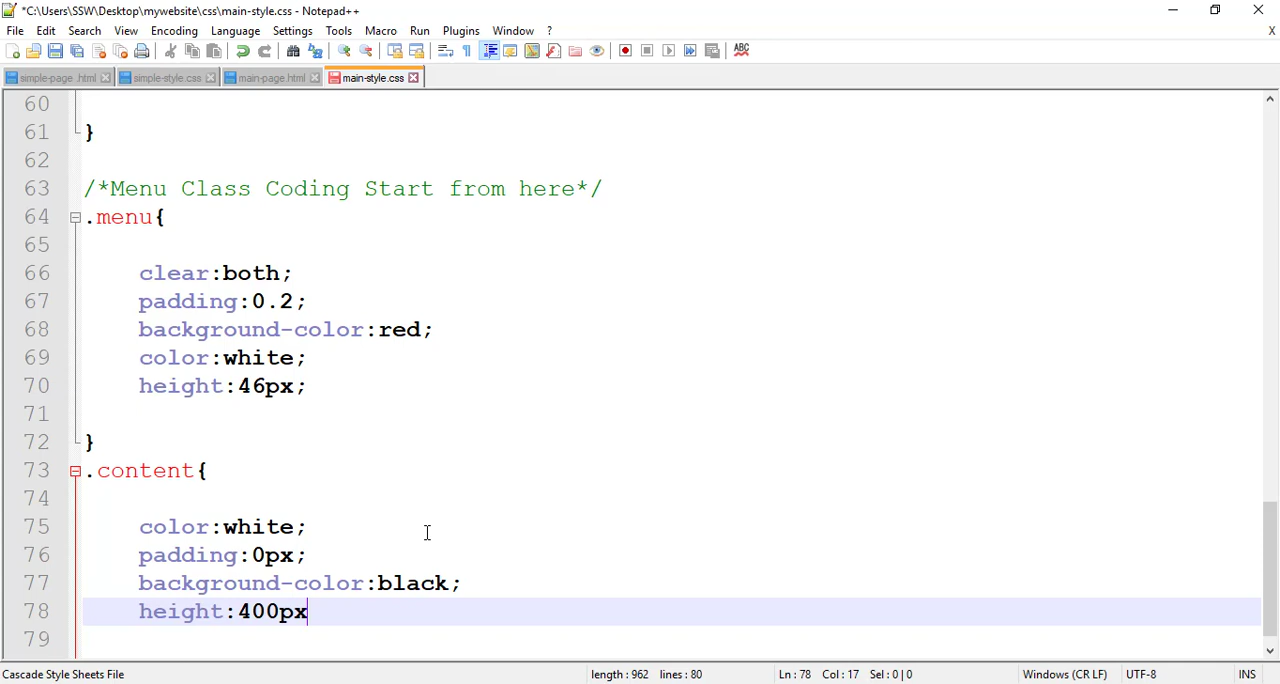 *C:\Users\SSW\Desktop\mywebsite\css\main-style.css - Notepad++
File Edit Search View Encoding Language Settings Tools Macro Run Plugins Window ? X
simple-page .html simple-style.css main-page.html main-style.css
60
61 }
62
63 /*Menu Class Coding Start from here*/
64 .menu{
65
66 clear:both;
67 padding:0.2;
68 background-color:red;
69 color:white;
70 height:46px;
71
72 }
73 .content{
74
75 color:white;
76 padding:0px;
77 background-color:black;
78 height:400px
79
Cascade Style Sheets File length : 962 lines : 80 Ln : 78 Col : 17 Sel : 0 | 0 Windows (CR LF) UTF-8 INS